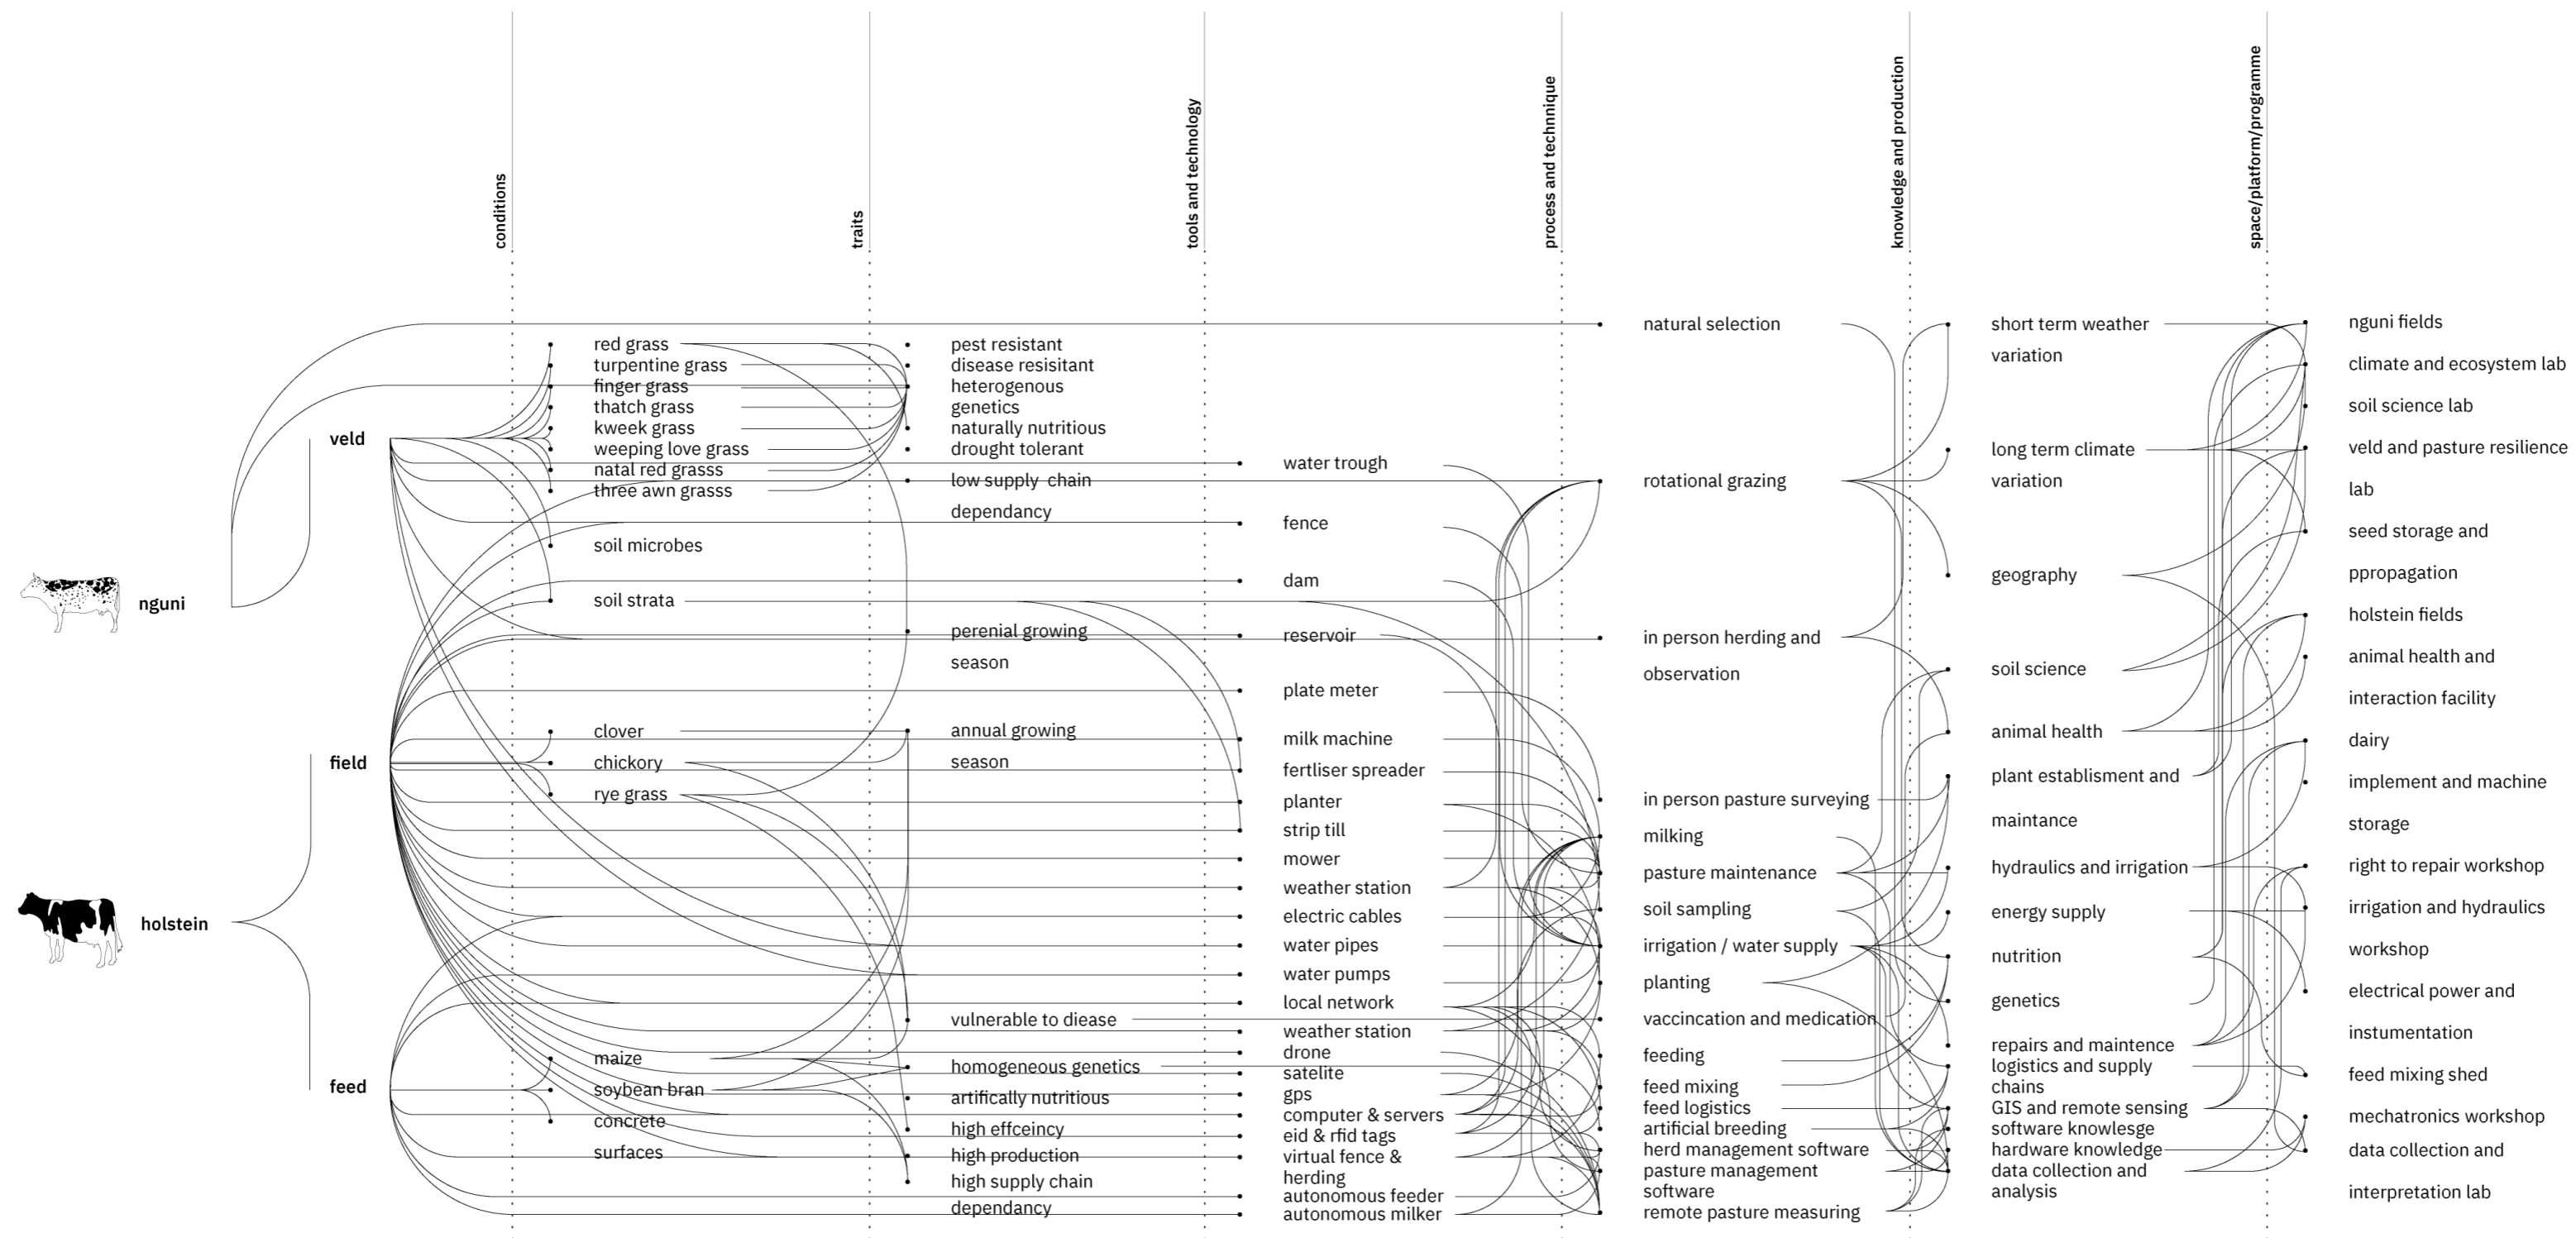 conditions
traits
tools and technology
process and technnique
knowledge and production
space/platform/programme
nguni
holstein
veld
field
feed
red grass
turpentine grass
finger grass
thatch grass
kweek grass
weeping love grass
natal red grasss
three awn grasss
soil microbes
soil strata
clover
chickory
rye grass
maize
soybean bran
concrete
surfaces
pest resistant
disease resisitant
heterogenous
genetics
naturally nutritious
drought tolerant
low supply chain
dependancy
perenial growing
season
annual growing
season
vulnerable to diease
homogeneous genetics
artifically nutritious
high effceincy
high production
high supply chain
dependancy
water trough
fence
dam
reservoir
plate meter
milk machine
fertliser spreader
planter
strip till
mower
weather station
electric cables
water pipes
water pumps
local network
weather station
drone
satelite
gps
computer & servers
eid & rfid tags
virtual fence &
herding
autonomous feeder
autonomous milker
natural selection
rotational grazing
in person herding and
observation
in person pasture surveying
milking
pasture maintenance
soil sampling
irrigation / water supply
planting
vaccincation and medication
feeding
feed mixing
feed logistics
artificial breeding
herd management software
pasture management
software
remote pasture measuring
short term weather
variation
long term climate
variation
geography
soil science
animal health
plant establisment and
maintance
hydraulics and irrigation
energy supply
nutrition
genetics
repairs and maintence
logistics and supply
chains
GIS and remote sensing
software knowlesge
hardware knowledge
data collection and
analysis
nguni fields
climate and ecosystem lab
soil science lab
veld and pasture resilience
lab
seed storage and
ppropagation
holstein fields
animal health and
interaction facility
dairy
implement and machine
storage
right to repair workshop
irrigation and hydraulics
workshop
electrical power and
instumentation
feed mixing shed
mechatronics workshop
data collection and
interpretation lab